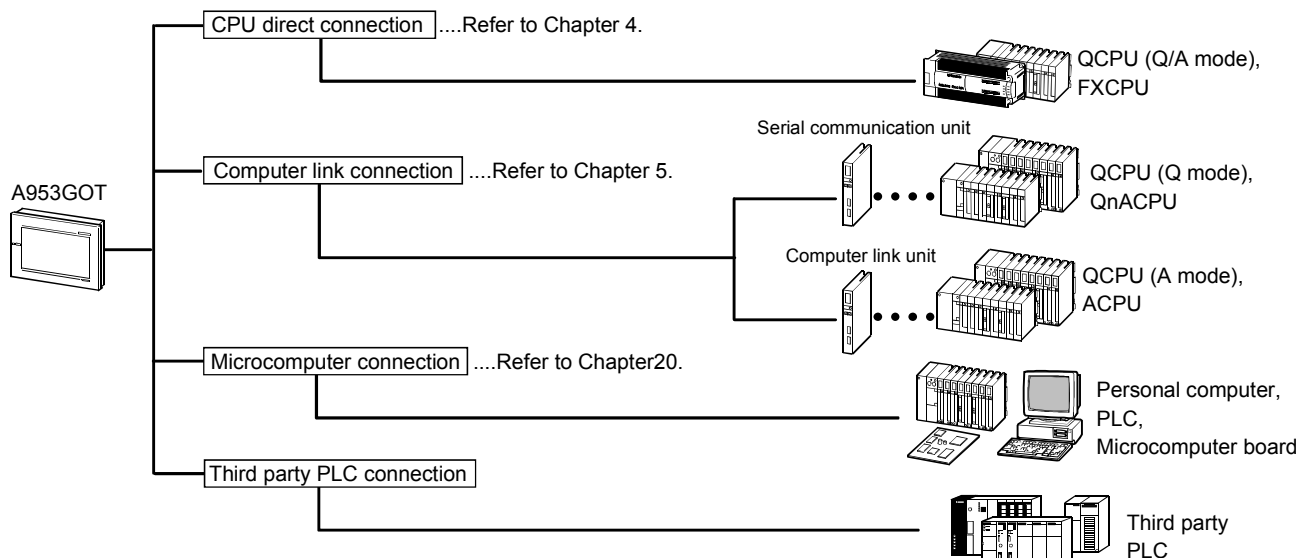 CPU direct connection ....Refer to Chapter 4.
QCPU (Q/A mode),
FXCPU
Serial communication unit
Computer link connection ....Refer to Chapter 5.
QCPU (Q mode),
QnACPU
A953GOT
Computer link unit
QCPU (A mode),
ACPU
Microcomputer connection ....Refer to Chapter20.
Personal computer,
PLC,
Microcomputer board
Third party PLC connection
Third party
PLC